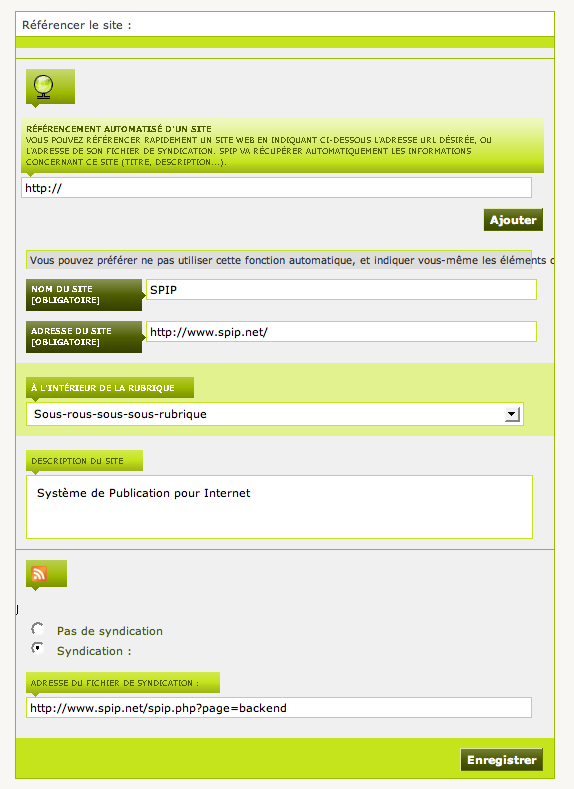 Référencer le site :
RÉFÉRENCEMENT AUTOMATISÉ D'UN SITE
VOUS POUVEZ RÉFÉRENCER RAPIDEMENT UN SITE WEB EN INDIQUANT CI-DESSOUS L'ADRESSE URL DÉSIRÉE, OU
L'ADRESSE DE SON FICHIER DE SYNDICATION. SPIP VA RÉCUPÉRER AUTOMATIQUEMENT LES INFORMATIONS
CONCERNANT CE SITE (TITRE, DESCRIPTION...).
http://
Ajouter
Vous pouvez préférer ne pas utiliser cette fonction automatique, et indiquer vous-même les éléments
NOM DU SITE
[OBLIGATOIRE]
SPIP
ADRESSE DU SITE
[OBLIGATOIRE]
http://www.spip.net/
À L'INTÉRIEUR DE LA RUBRIQUE
Sous-rous-sous-sous-rubrique
DESCRIPTION DU SITE
Système de Publication pour Internet
Pas de syndication
Syndication :
ADRESSE DU FICHIER DE SYNDICATION :
http://www.spip.net/spip.php?page=backend
Enregistrer